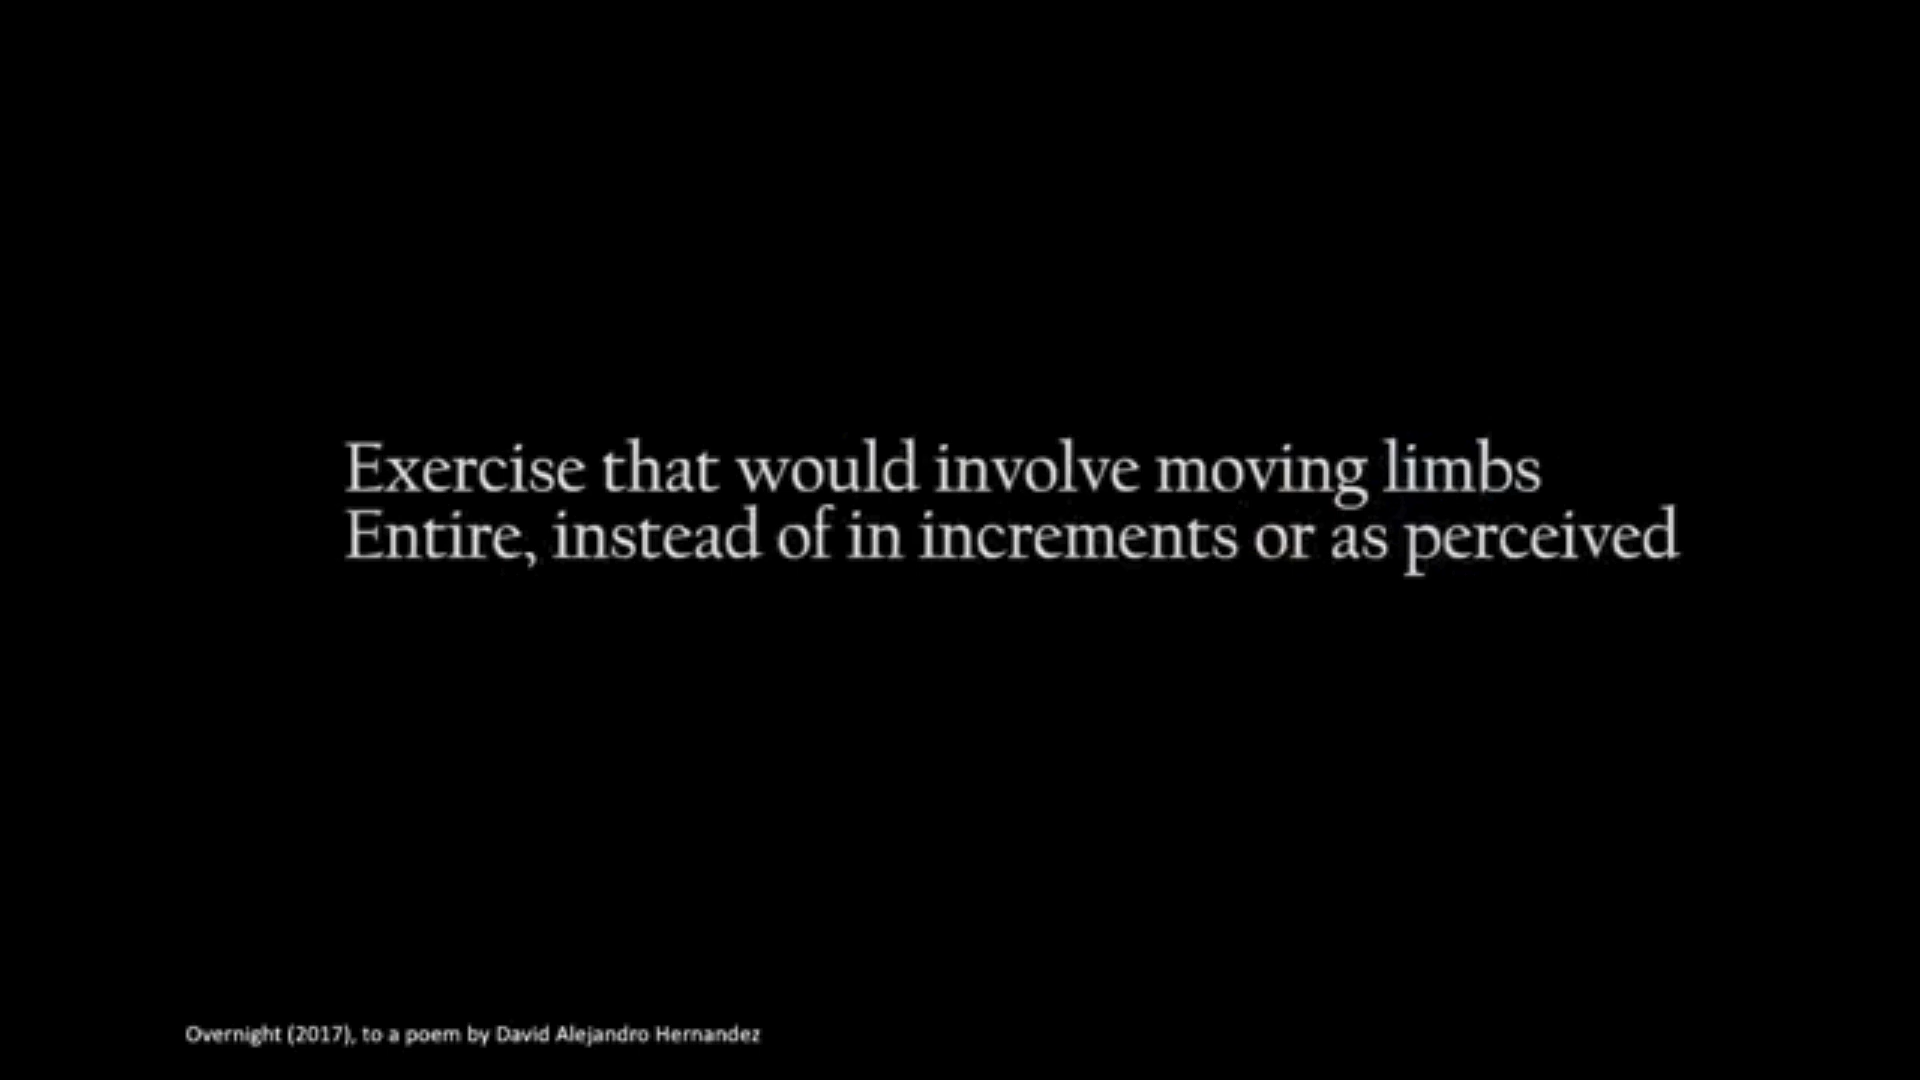 Exercise that would involve moving limbs
Entire, instead of in increments or as perceived
Overnight (2017), to a poem by David Alejandro Hernandez